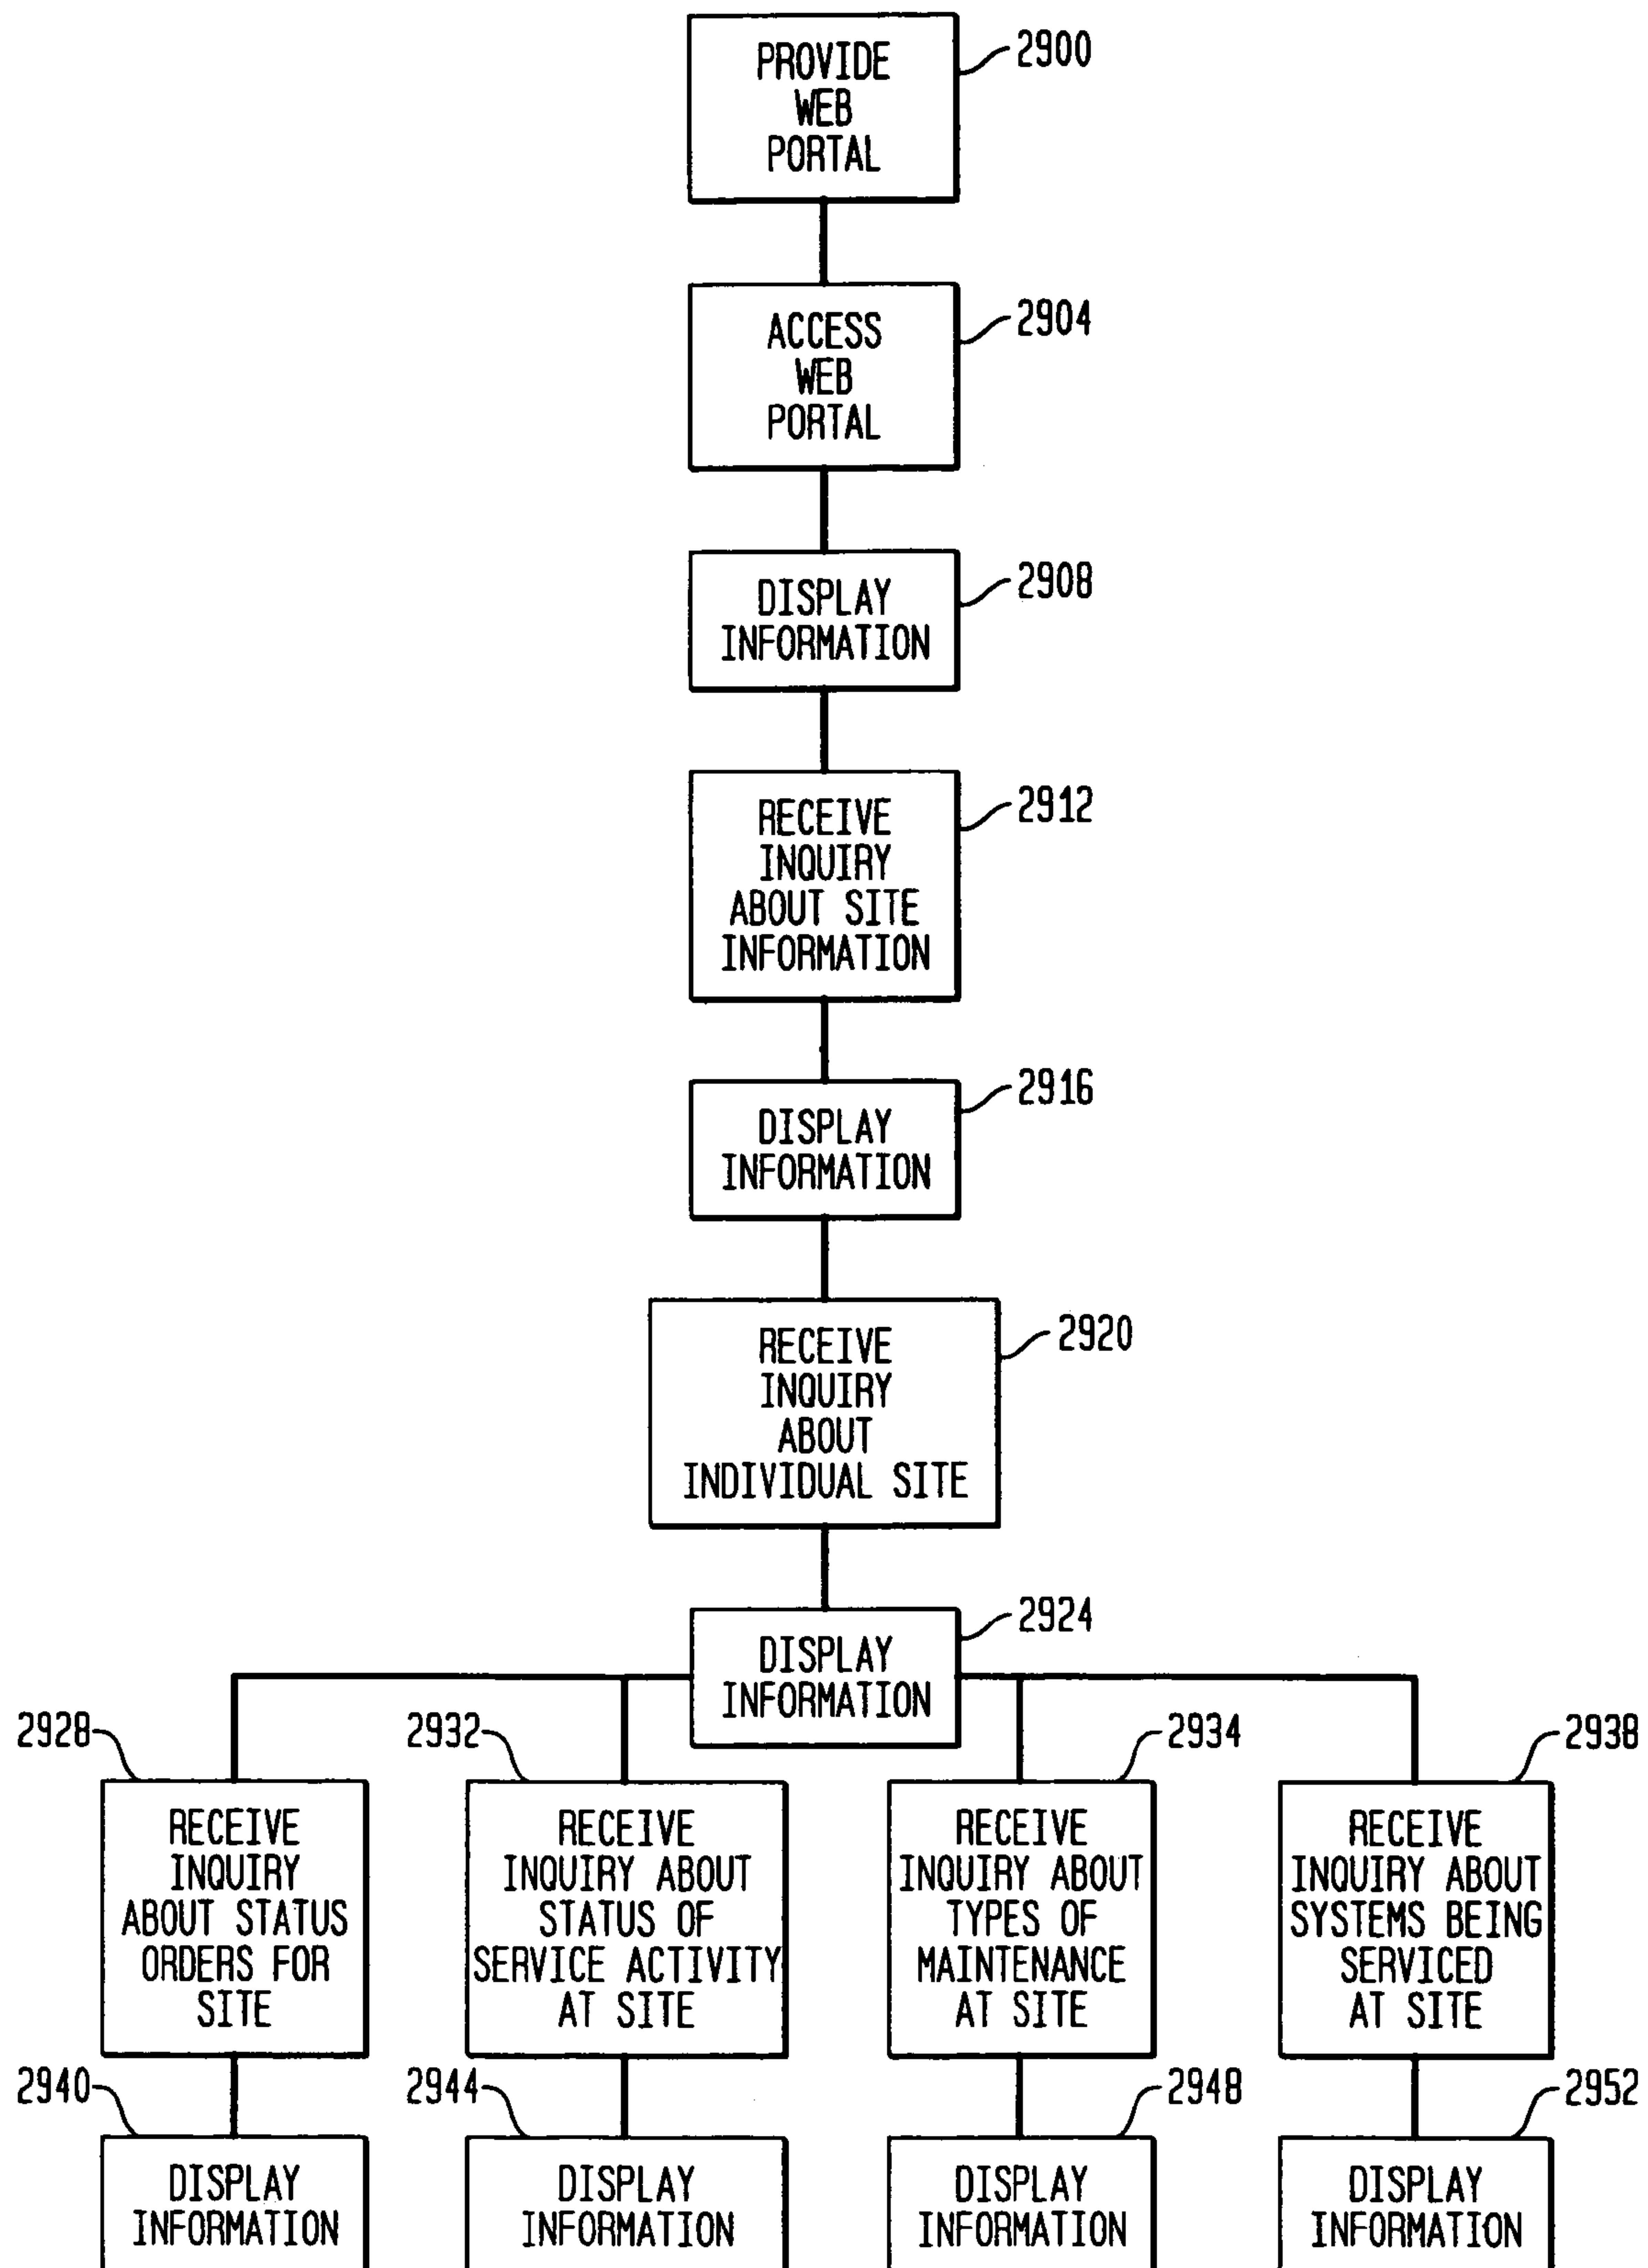 PROVIDE
WEB
PORTAL
2900
ACCESS
WEB
PORTAL
2904
DISPLAY
INFORMATION
2908
RECEIVE
INQUIRY
ABOUT SITE
INFORMATION
2912
DISPLAY
INFORMATION
2916
RECEIVE
INQUIRY
ABOUT
INDIVIDUAL SITE
2920
DISPLAY
INFORMATION
2924
2928
RECEIVE
INQUIRY
ABOUT STATUS
ORDERS FOR
SITE
2932
RECEIVE
INQUIRY ABOUT
STATUS OF
SERVICE ACTIVITY
AT SITE
2934
RECEIVE
INQUIRY ABOUT
TYPES OF
MAINTENANCE
AT SITE
2938
RECEIVE
INQUIRY ABOUT
SYSTEMS BEING
SERVICED
AT SITE
2940
DISPLAY
INFORMATION
2944
DISPLAY
INFORMATION
2948
DISPLAY
INFORMATION
2952
DISPLAY
INFORMATION